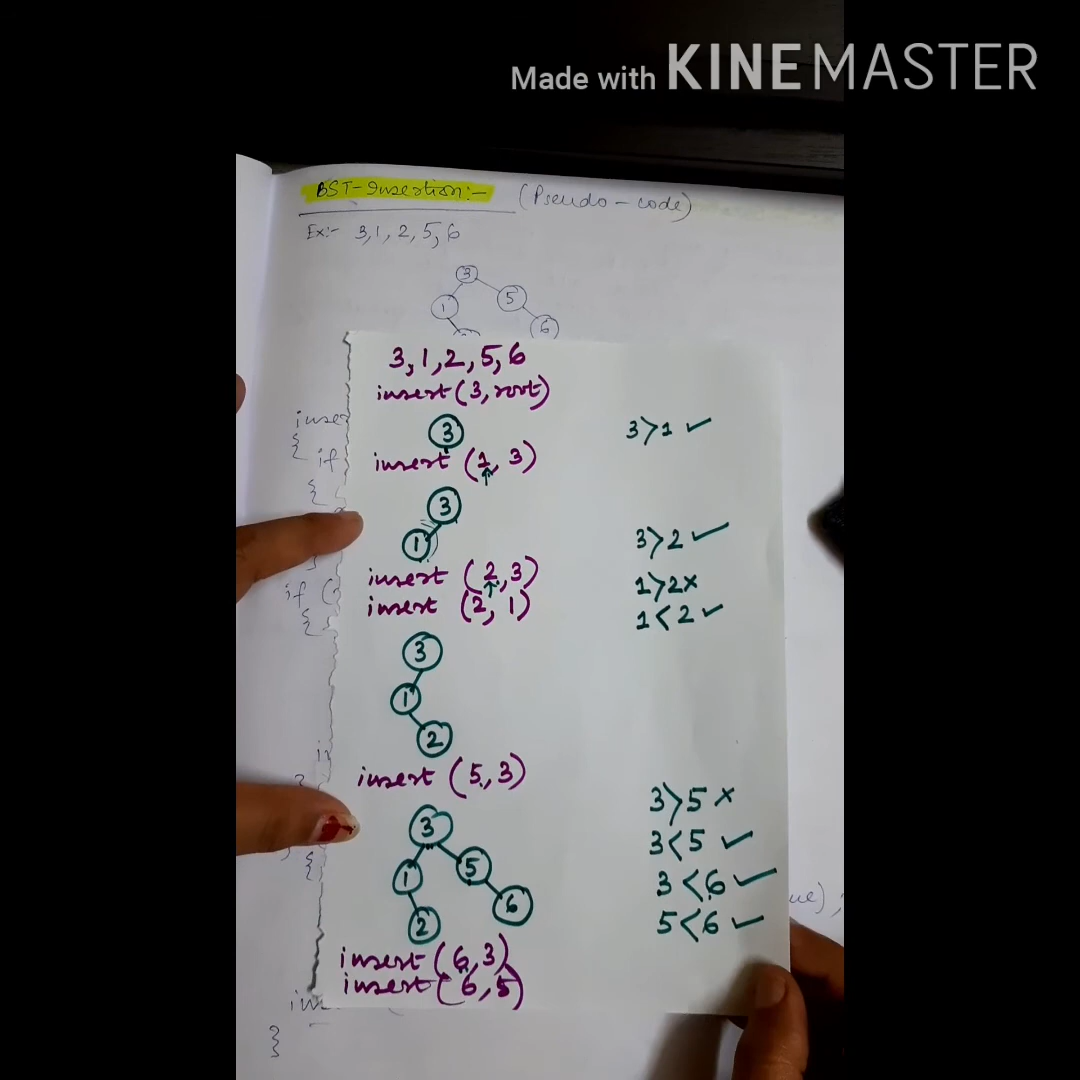 Made with KINEMASTER
BST-Insertion:- (Pseudo-code)
Ex:- 3,1,2,5,6
3
1 5
6
3,1,2,5,6
insert(3,root)
3
3>1 ✓
insert (1,3)
3
1
3>2 ✓
insert (2,3)
1>2×
insert (2,1)
1<2 ✓
3
1
2
insert (5,3)
3>5 ×
3
3<5 ✓
1 5
3<6 ✓
6
2
5<6 ✓
insert(6,3)
insert(6,5)
{
if
{
if (
{
{
}